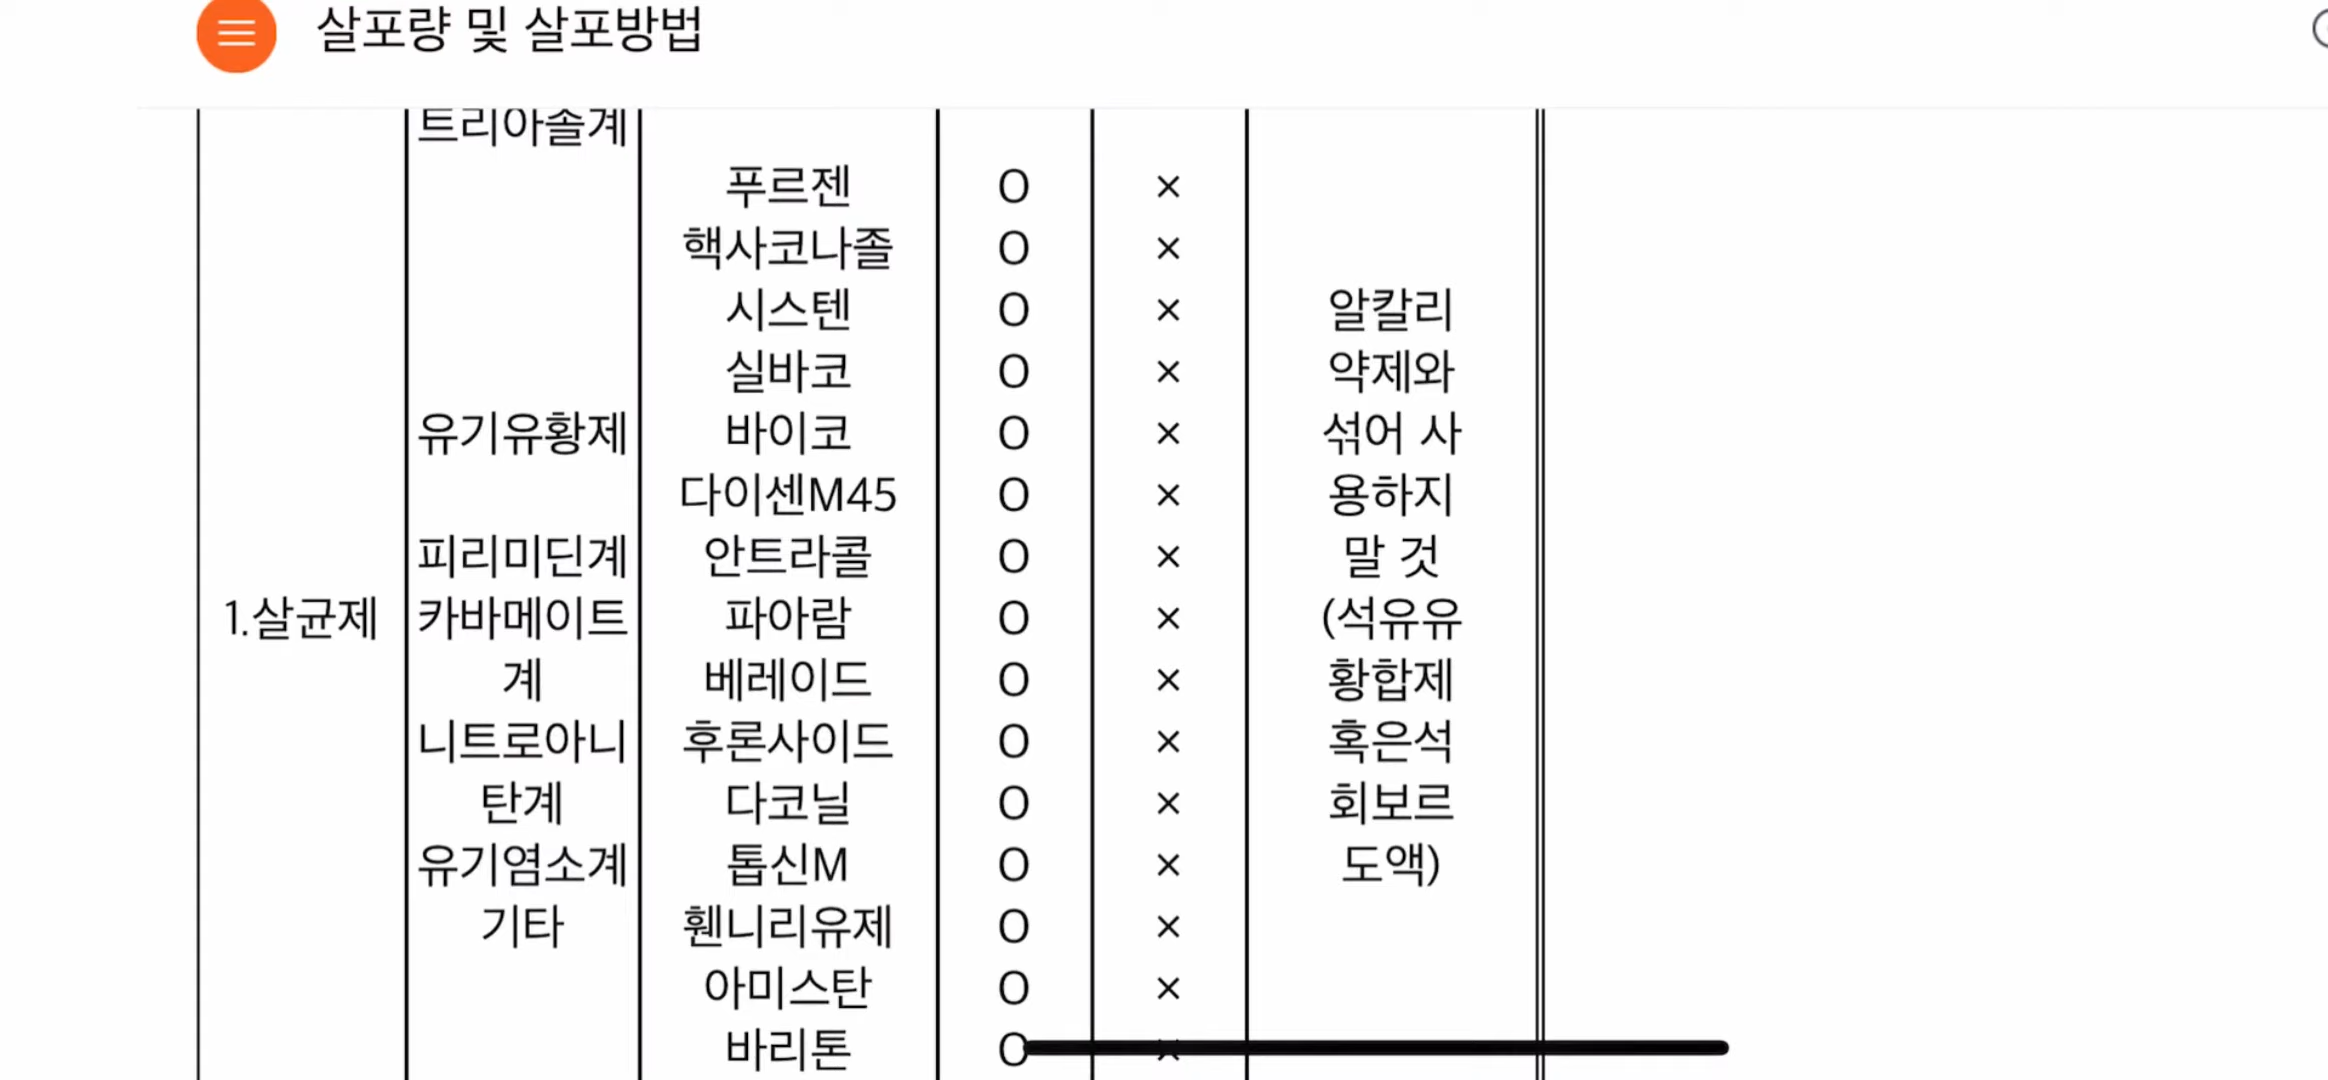 살포량 및 살포방법
트리아졸계
푸르젠 O ×
핵사코나졸 O ×
시스텐 O × 알칼리
실바코 O × 약제와
유기유황제 바이코 O × 섞어 사
다이센M45 O × 용하지
피리미딘계 안트라콜 O × 말 것
1.살균제 카바메이트 파아람 O × (석유유
계 베레이드 O × 황합제
니트로아니 후론사이드 O × 혹은석
탄계 다코닐 O × 회보르
유기염소계 톱신M O × 도액)
기타 휀니리유제 O ×
아미스탄 O ×
바리톤 O ×